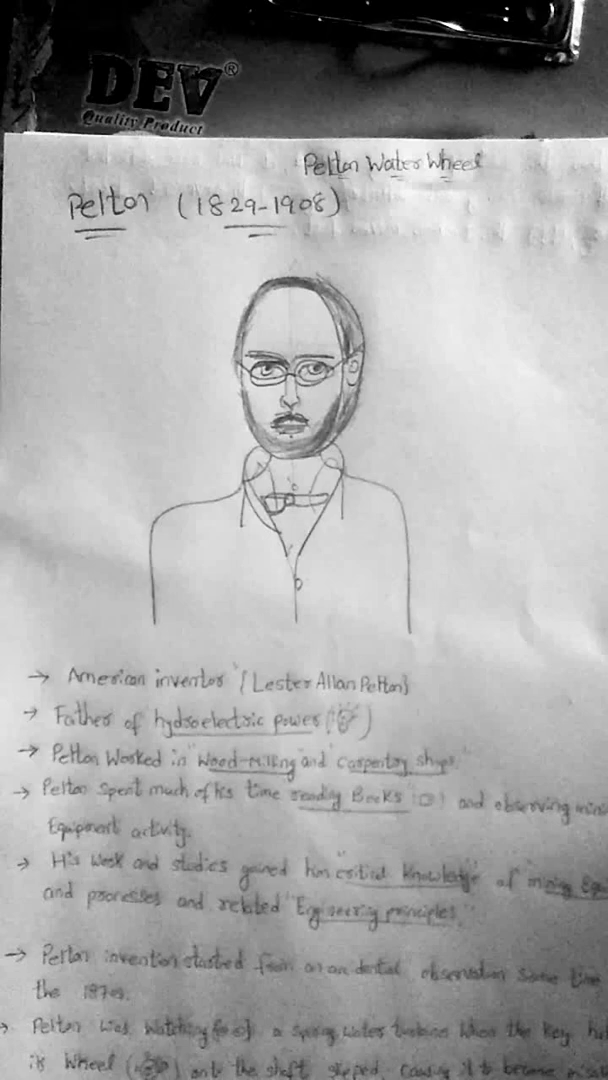 DEV®
Quality Product
Pelton Water Wheel
Pelton (1829-1908)
→ American inventor "{Lester Allan Pelton}
→ Father of hydroelectric power ( )
→ Pelton worked in "Wood-Milling" and "carpentry shops."
→ Pelton spent much of his time reading Books ( ) and observing
Equipment activity.
→ His work and studies gained him "critical knowledge" of mining
and processes and related "Engineering principles."
→ Pelton invention started from an observation some time
the 1870s.
→ Pelton was watching a spring water turbine when the key
its wheel ( ) onto the shaft slipped, causing it to become